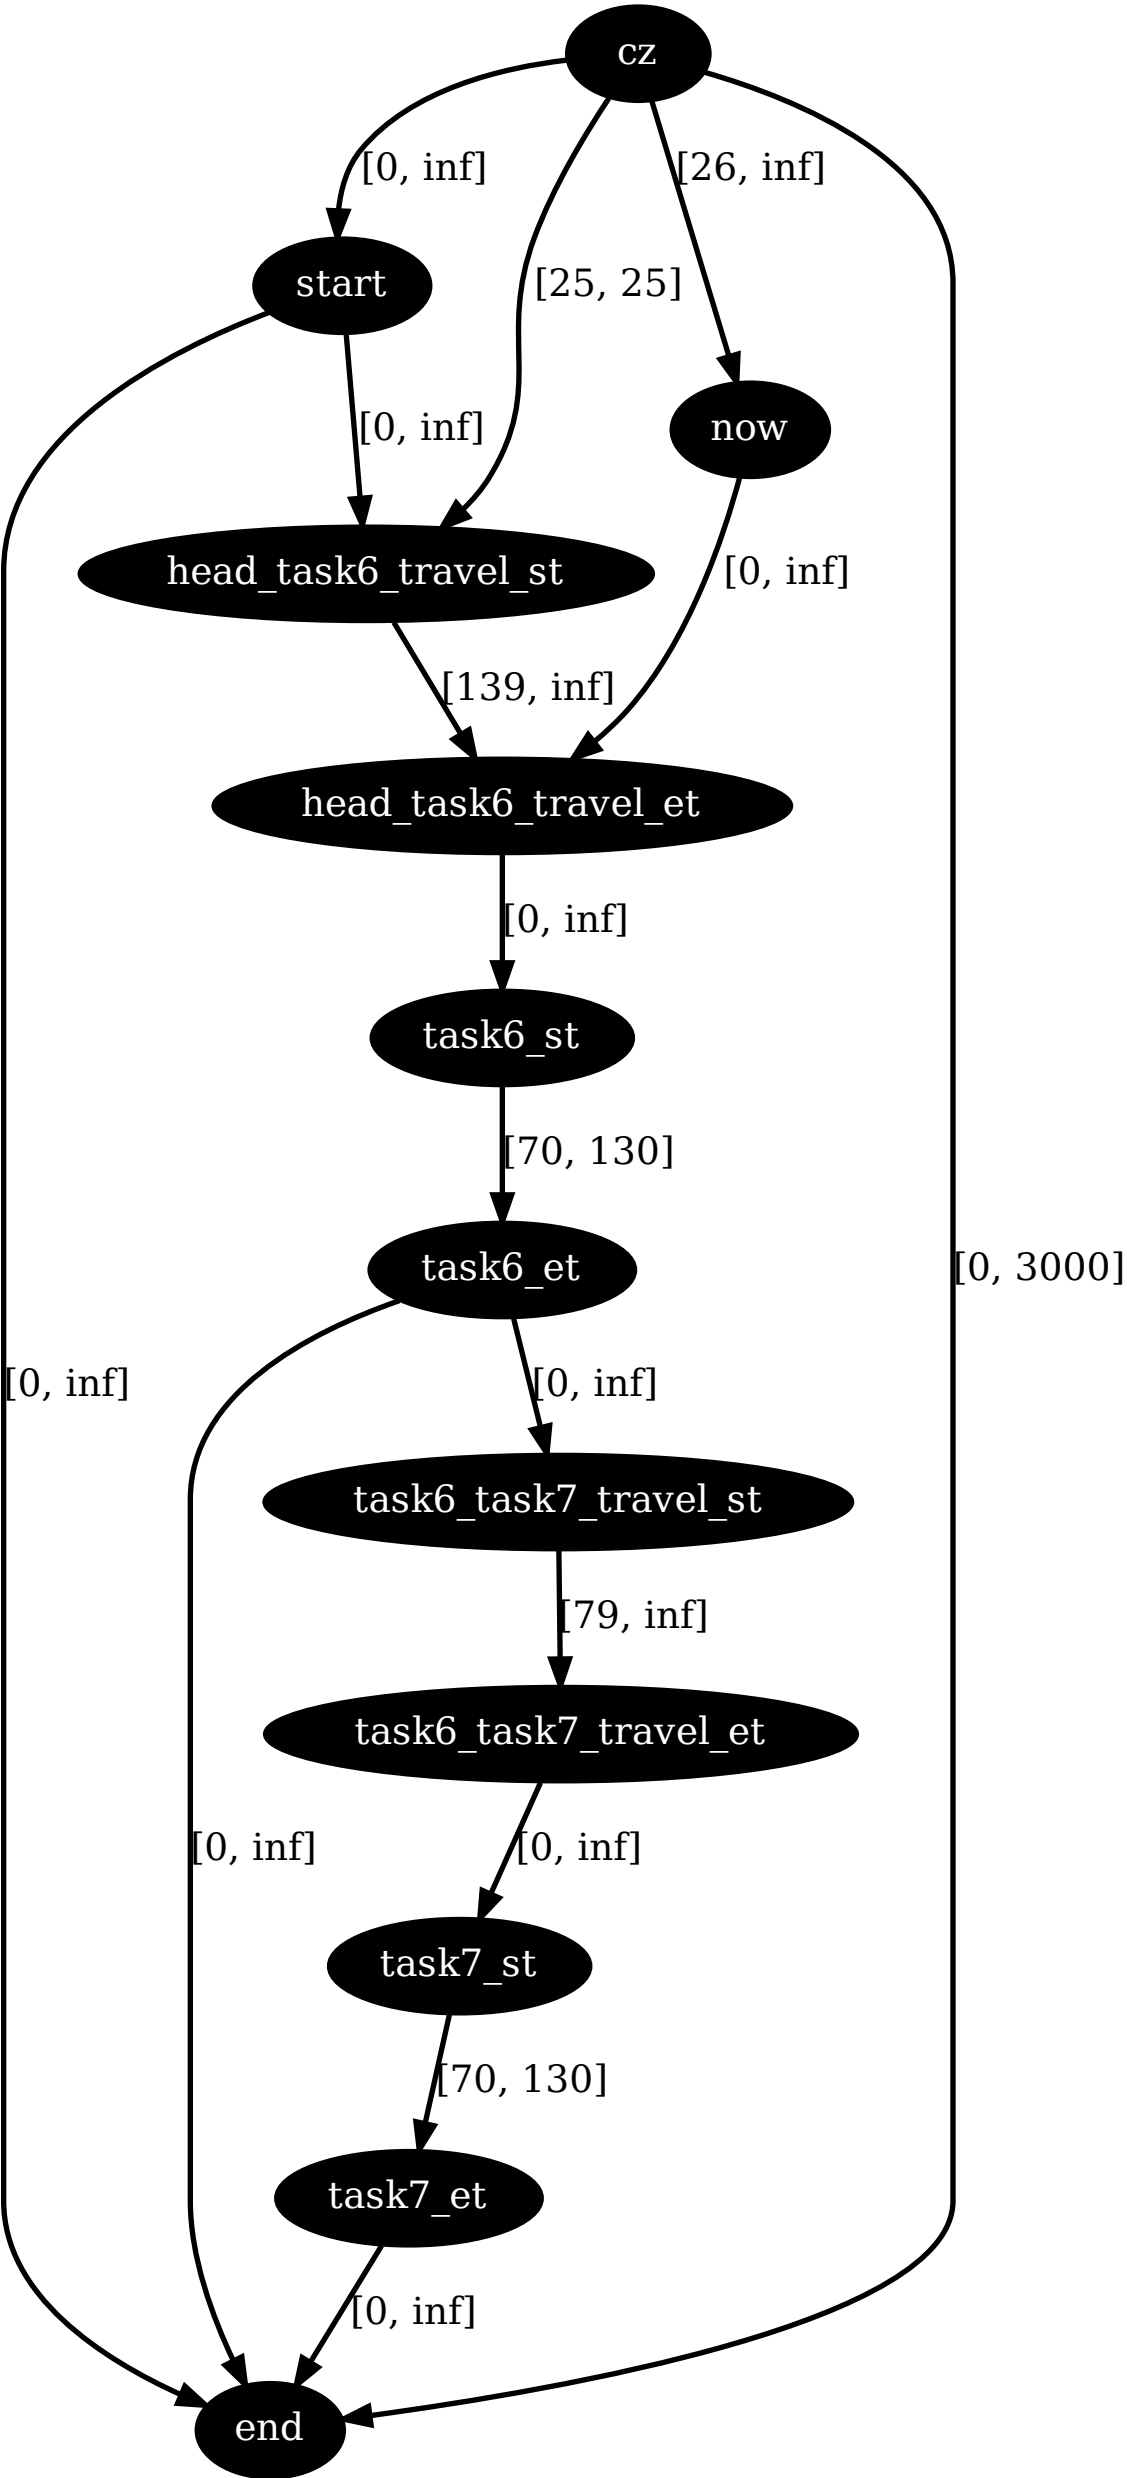 cz
[0, inf]
[26, inf]
start
[25, 25]
[0, inf]
now
head_task6_travel_st
[0, inf]
[139, inf]
head_task6_travel_et
[0, inf]
task6_st
[70, 130]
task6_et
[0, 3000]
[0, inf]
[0, inf]
task6_task7_travel_st
[79, inf]
task6_task7_travel_et
[0, inf]
[0, inf]
task7_st
[70, 130]
task7_et
[0, inf]
end